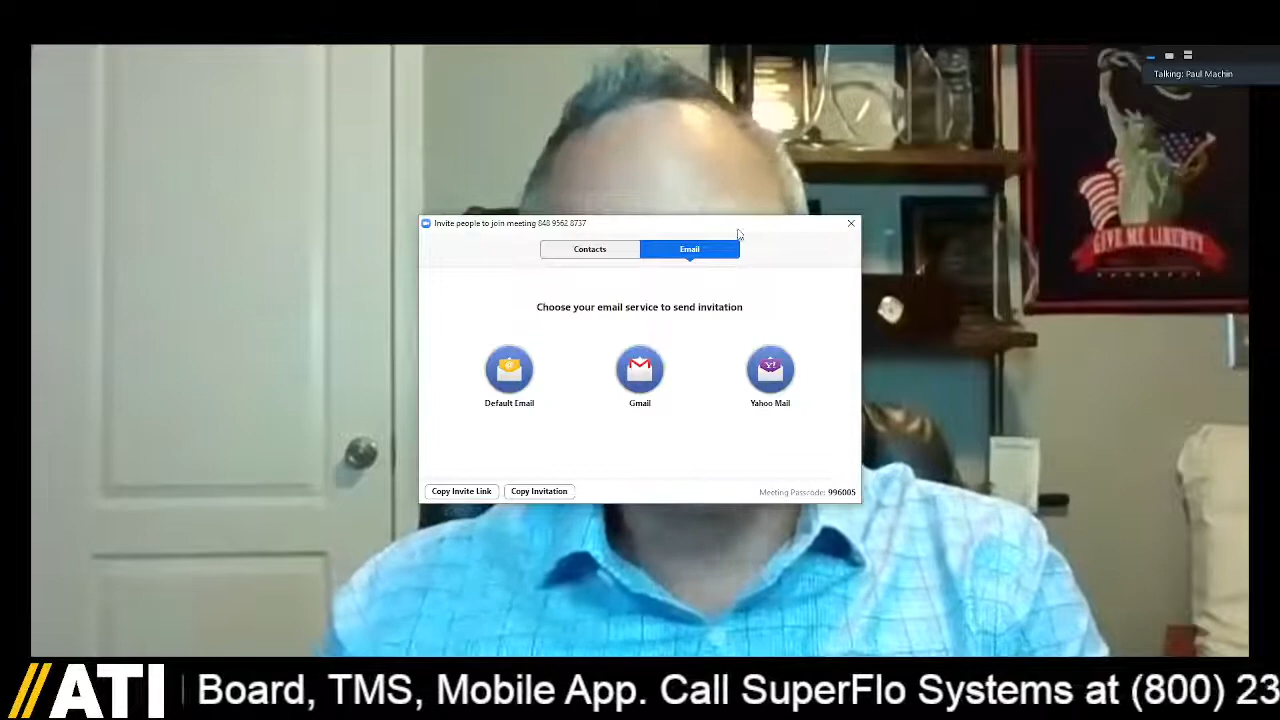 Talking: Paul Machin
GIVE ME LIBERTY
Invite people to join meeting 848 9562 8737
Contacts
Email
Choose your email service to send invitation
Default Email
Gmail
Yahoo Mail
Copy Invite Link
Copy Invitation
Meeting Passcode: 996005
ATI
Board, TMS, Mobile App. Call SuperFlo Systems at (800) 23